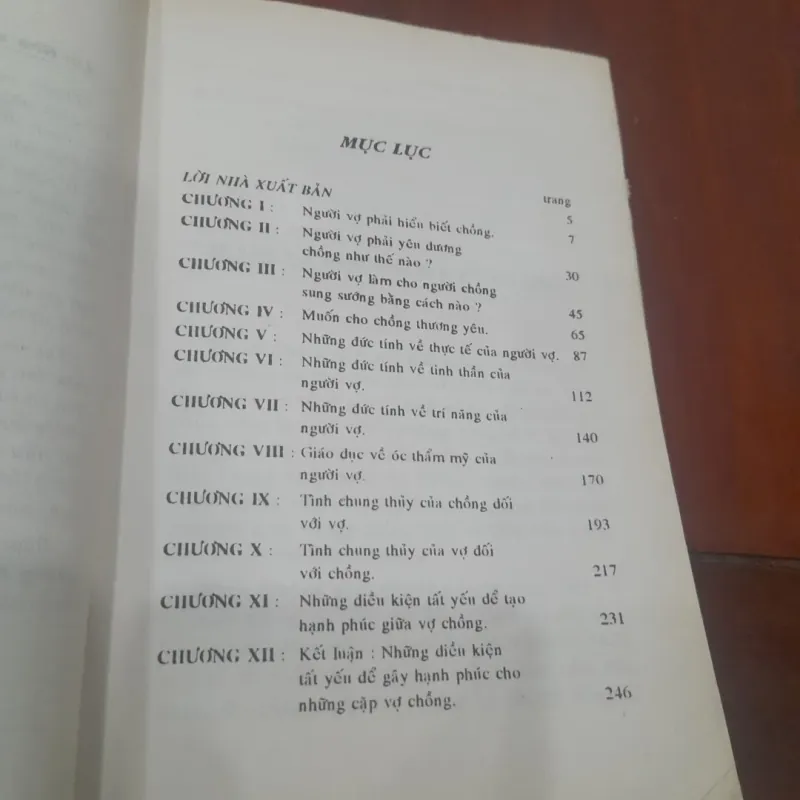 MỤC LỤC
trang
LỜI NHÀ XUẤT BẢN 5
CHƯƠNG I : Người vợ phải hiểu biết chồng. 7
CHƯƠNG II : Người vợ phải yêu đương
chồng như thế nào ? 30
CHƯƠNG III : Người vợ làm cho người chồng
sung sướng bằng cách nào ? 45
CHƯƠNG IV : Muốn cho chồng thương yêu. 65
CHƯƠNG V : Những đức tính về thực tế của người vợ. 87
CHƯƠNG VI : Những đức tính về tinh thần của
người vợ. 112
CHƯƠNG VII : Những đức tính về trí năng của
người vợ. 140
CHƯƠNG VIII : Giáo dục về óc thẩm mỹ của
người vợ. 170
CHƯƠNG IX : Tình chung thủy của chồng đối
với vợ. 193
CHƯƠNG X : Tình chung thủy của vợ đối
với chồng. 217
CHƯƠNG XI : Những điều kiện tất yếu để tạo
hạnh phúc giữa vợ chồng. 231
CHƯƠNG XII : Kết luận : Những điều kiện
tất yếu để gây hạnh phúc cho
những cặp vợ chồng. 246